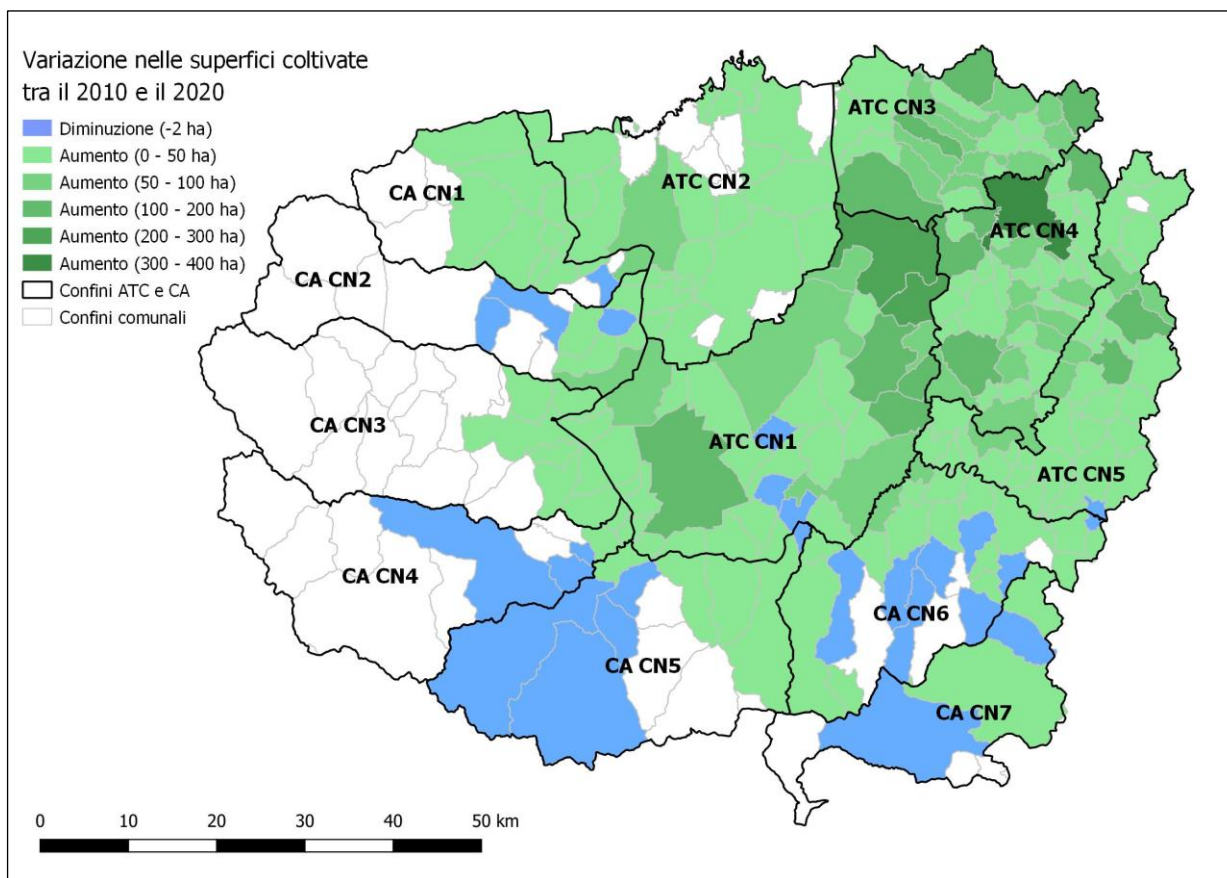 Variazione nelle superfici coltivate
tra il 2010 e il 2020
Diminuzione (-2 ha)
Aumento (0 - 50 ha)
Aumento (50 - 100 ha)
Aumento (100 - 200 ha)
Aumento (200 - 300 ha)
Aumento (300 - 400 ha)
Confini ATC e CA
Confini comunali
ATC CN3
CA CN1
ATC CN2
ATC CN4
CA CN2
CA CN3
ATC CN1
ATC CN5
CA CN4
CA CN6
CA CN5
CA CN7
0 10 20 30 40 50 km